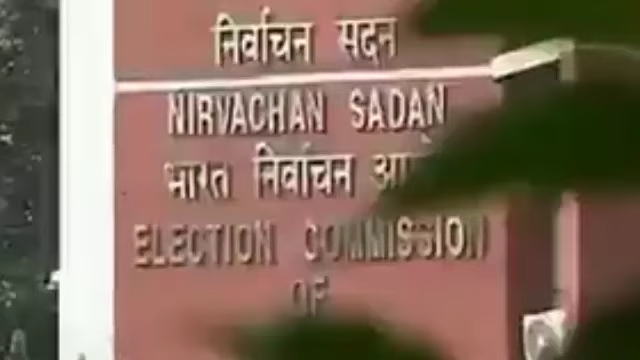 निर्वाचन सदन
NIRVACHAN SADAN
भारत निर्वाचन
ELECTION COMMISSION
OF